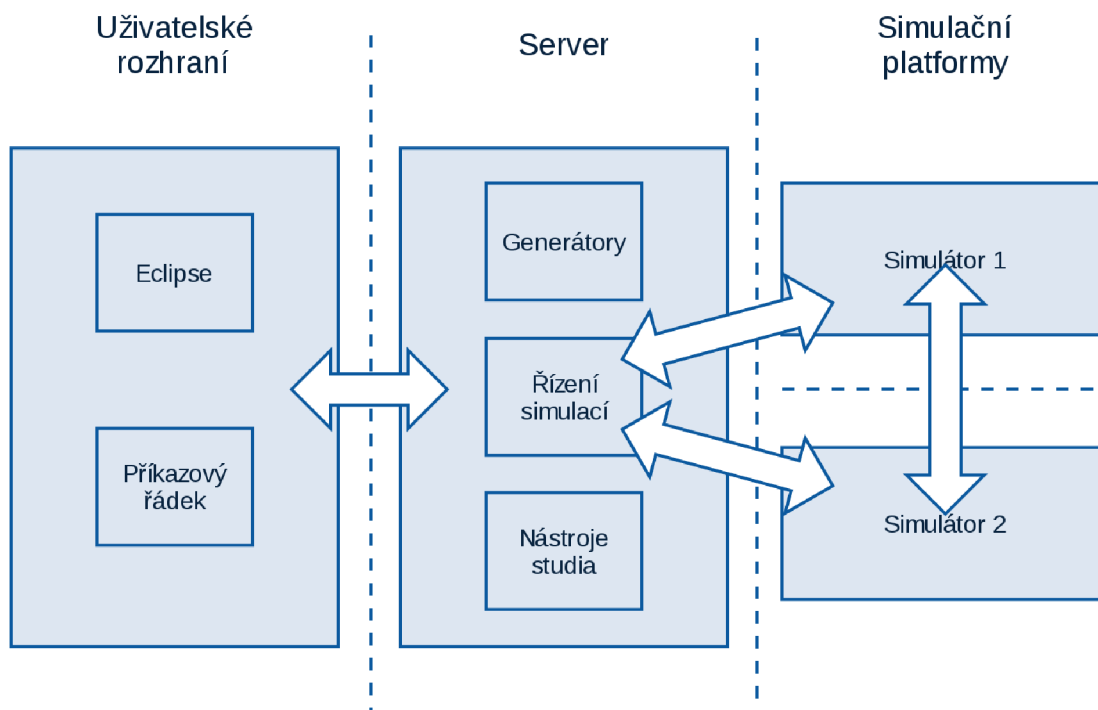 Uživatelské
rozhraní
Server
Simulační
platformy
Eclipse
Příkazový
řádek
Generátory
Řízení
simulací
Nástroje
studia
Simulátor 1
Simulátor 2